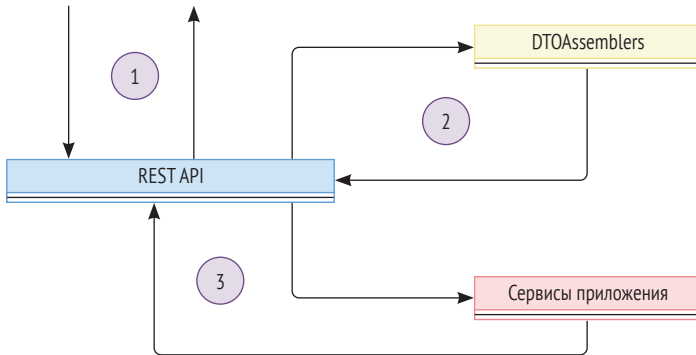 1
DTOAssemblers
2
REST API
3
Сервисы приложения